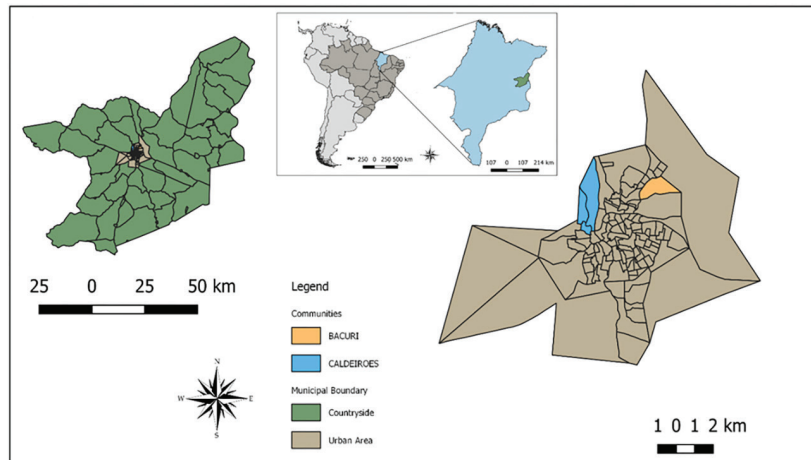 250 0 250 500 km
107 0 107 214 km
25 0 25 50 km
N
W E
S
Legend
Communities
BACURI
CALDEIROES
Municipal Boundary
Countryside
Urban Area
1 0 1 2 km